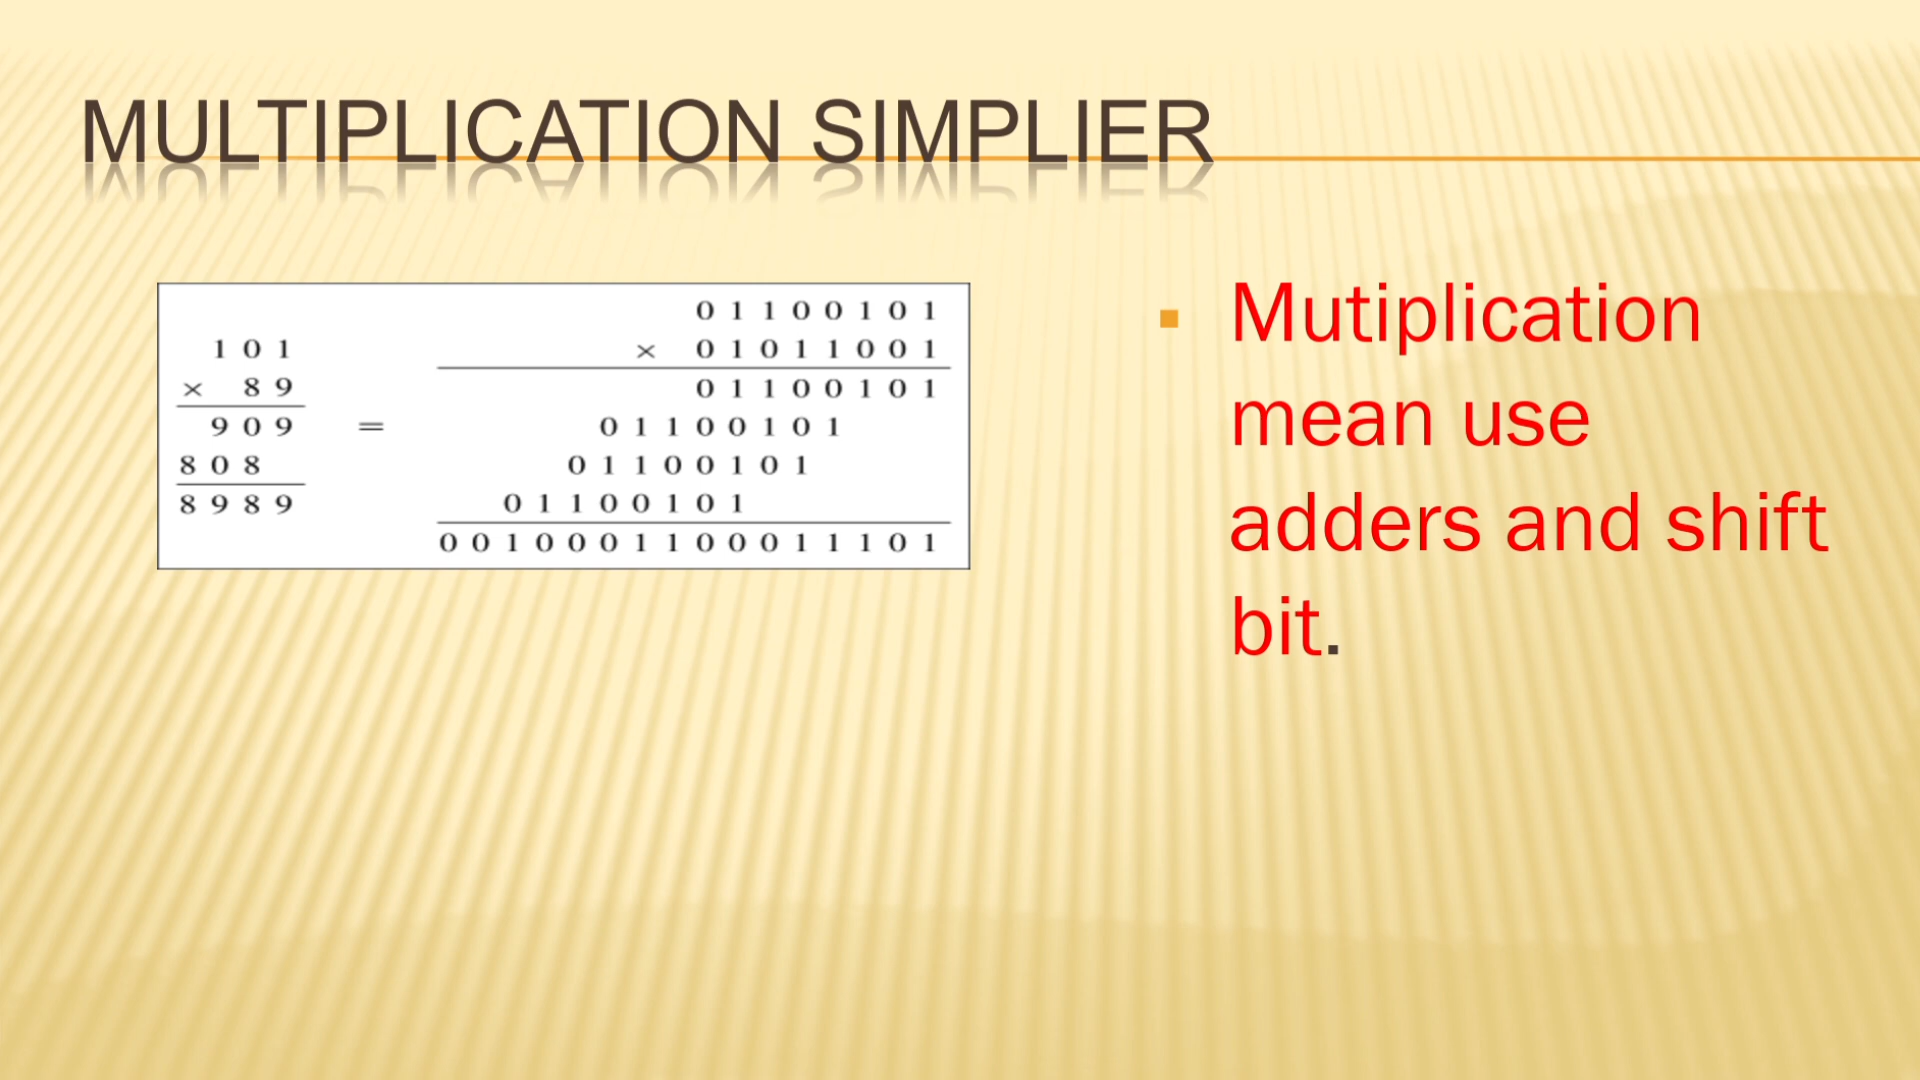 MULTIPLICATION SIMPLIER
1 0 1
× 8 9
9 0 9
8 0 8
8 9 8 9
=
0 1 1 0 0 1 0 1
× 0 1 0 1 1 0 0 1
0 1 1 0 0 1 0 1
0 1 1 0 0 1 0 1
0 1 1 0 0 1 0 1
0 1 1 0 0 1 0 1
0 0 1 0 0 0 1 1 0 0 0 1 1 1 0 1
▪ Mutiplication
mean use
adders and shift
bit.